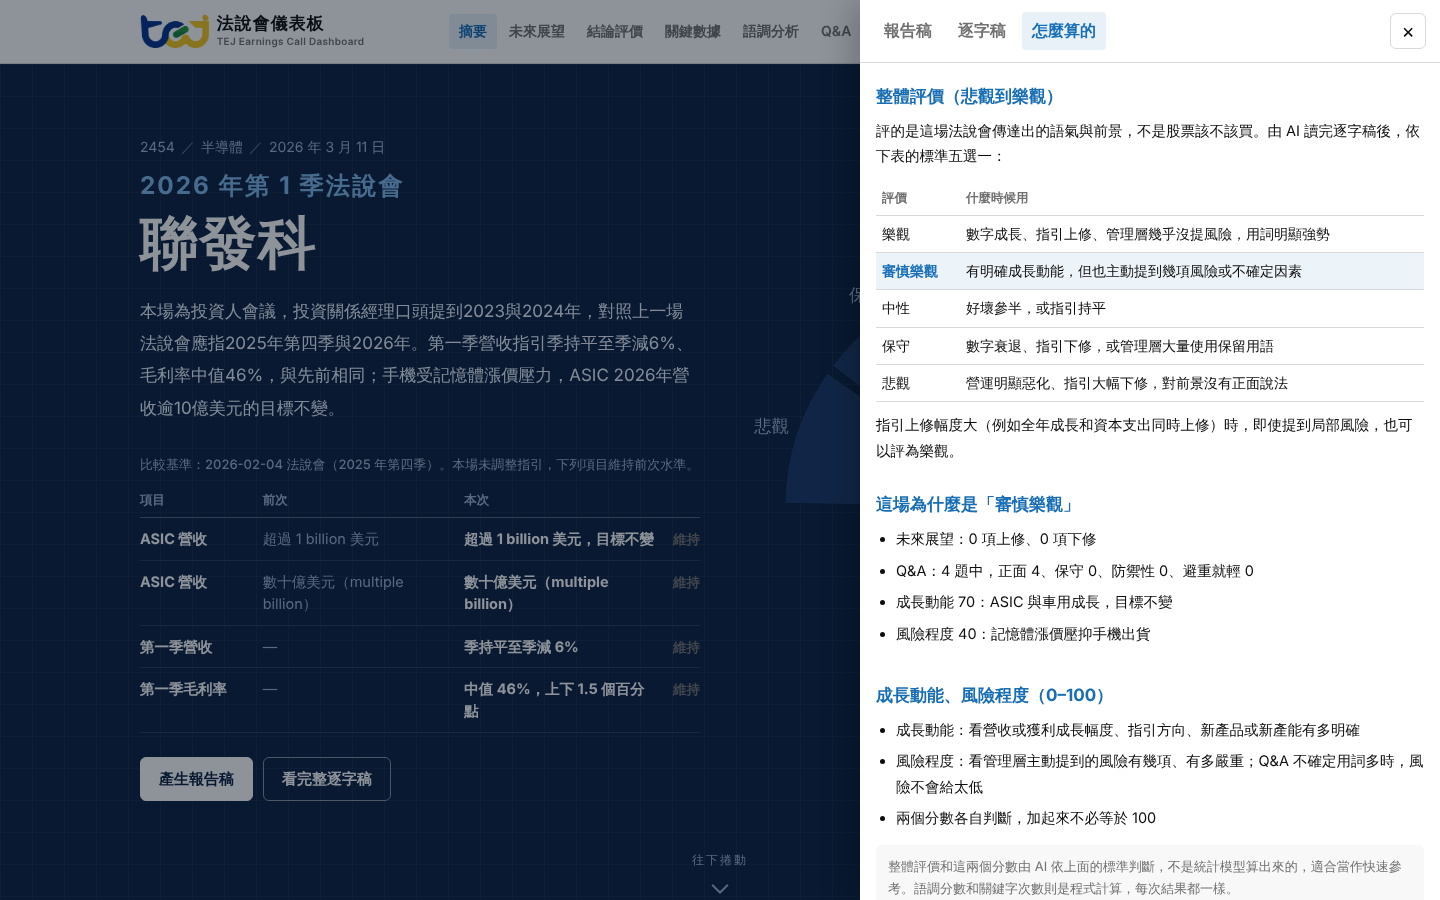 tej 法說會儀表板
TEJ Earnings Call Dashboard
摘要 未來展望 結論評價 關鍵數據 語調分析 Q&A
2454 ／ 半導體 ／ 2026 年 3 月 11 日
2026 年第 1 季法說會
聯發科
本場為投資人會議，投資關係經理口頭提到2023與2024年，對照上一場
法說會應指2025年第四季與2026年。第一季營收指引季持平至季減6%、
毛利率中值46%，與先前相同；手機受記憶體漲價壓力，ASIC 2026年營
收逾10億美元的目標不變。
比較基準：2026-02-04 法說會（2025 年第四季）。本場未調整指引，下列項目維持前次水準。
項目 前次 本次
ASIC 營收 超過 1 billion 美元 超過 1 billion 美元，目標不變 維持
ASIC 營收 數十億美元（multiple billion） 數十億美元（multiple billion） 維持
第一季營收 — 季持平至季減 6% 維持
第一季毛利率 — 中值 46%，上下 1.5 個百分點 維持
產生報告稿 看完整逐字稿
保
悲觀
往下捲動
報告稿 逐字稿 怎麼算的 ×
整體評價（悲觀到樂觀）
評的是這場法說會傳達出的語氣與前景，不是股票該不該買。由 AI 讀完逐字稿後，依
下表的標準五選一：
評價 什麼時候用
樂觀 數字成長、指引上修、管理層幾乎沒提風險，用詞明顯強勢
審慎樂觀 有明確成長動能，但也主動提到幾項風險或不確定因素
中性 好壞參半，或指引持平
保守 數字衰退、指引下修，或管理層大量使用保留用語
悲觀 營運明顯惡化、指引大幅下修，對前景沒有正面說法
指引上修幅度大（例如全年成長和資本支出同時上修）時，即使提到局部風險，也可
以評為樂觀。
這場為什麼是「審慎樂觀」
• 未來展望：0 項上修、0 項下修
• Q&A：4 題中，正面 4、保守 0、防禦性 0、避重就輕 0
• 成長動能 70：ASIC 與車用成長，目標不變
• 風險程度 40：記憶體漲價壓抑手機出貨
成長動能、風險程度（0–100）
• 成長動能：看營收或獲利成長幅度、指引方向、新產品或新產能有多明確
• 風險程度：看管理層主動提到的風險有幾項、有多嚴重；Q&A 不確定用詞多時，風
險不會給太低
• 兩個分數各自判斷，加起來不必等於 100
整體評價和這兩個分數由 AI 依上面的標準判斷，不是統計模型算出來的，適合當作快速參
考。語調分數和關鍵字次數則是程式計算，每次結果都一樣。